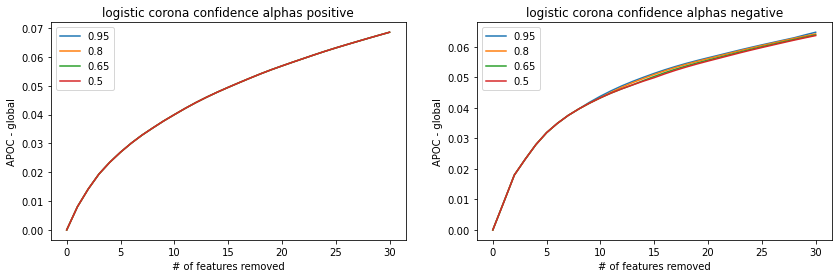 logistic corona confidence alphas positive
0.95
0.8
0.65
0.5
APOC - global
0.07
0.06
0.05
0.04
0.03
0.02
0.01
0.00
0 5 10 15 20 25 30
# of features removed
logistic corona confidence alphas negative
0.95
0.8
0.65
0.5
APOC - global
0.06
0.05
0.04
0.03
0.02
0.01
0.00
0 5 10 15 20 25 30
# of features removed